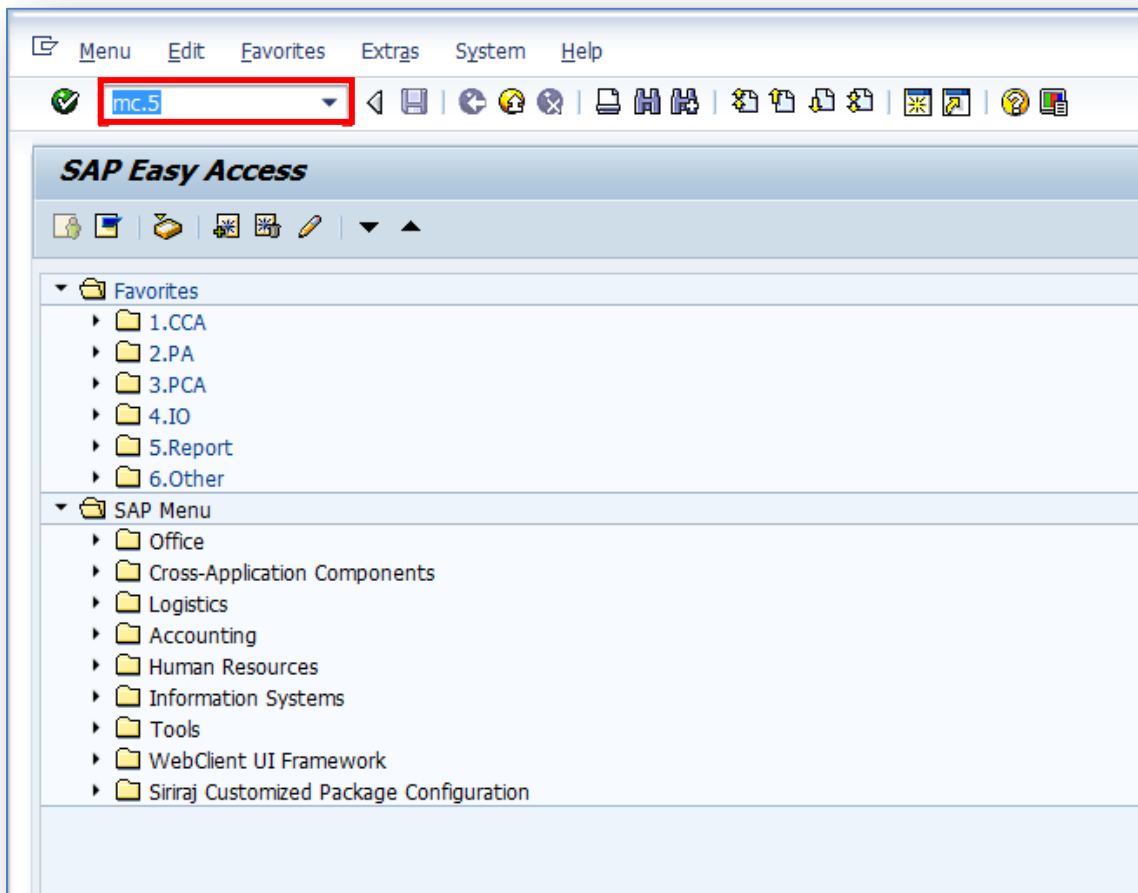 Menu Edit Favorites Extras System Help
mc.5
SAP Easy Access
Favorites
1.CCA
2.PA
3.PCA
4.IO
5.Report
6.Other
SAP Menu
Office
Cross-Application Components
Logistics
Accounting
Human Resources
Information Systems
Tools
WebClient UI Framework
Siriraj Customized Package Configuration